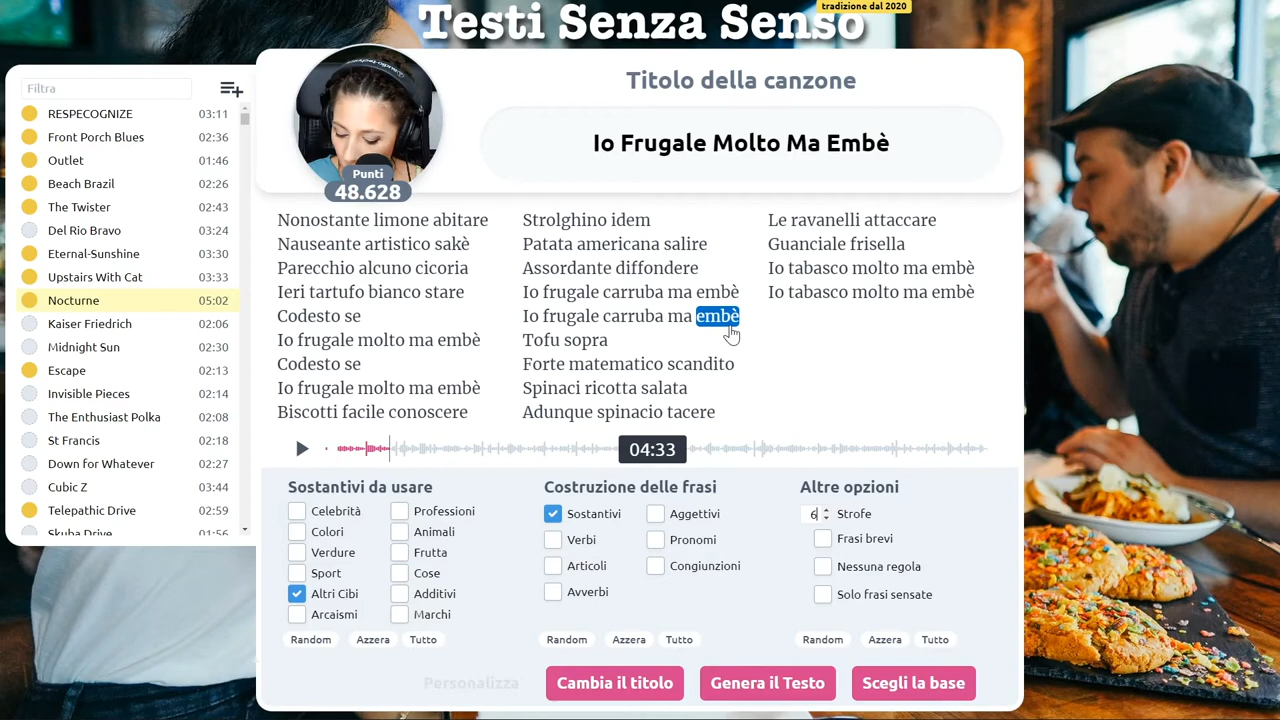 tradizione dal 2020
Testi Senza Senso
Filtra
RESPECOGNIZE 03:11
Front Porch Blues 02:36
Outlet 01:46
Beach Brazil 02:26
The Twister 02:43
Del Rio Bravo 03:24
Eternal-Sunshine 03:30
Upstairs With Cat 03:33
Nocturne 05:02
Kaiser Friedrich 02:06
Midnight Sun 02:30
Escape 02:13
Invisible Pieces 02:14
The Enthusiast Polka 02:08
St Francis 02:18
Down for Whatever 02:27
Cubic Z 03:44
Telepathic Drive 02:59
Skuba Drive 01:56
Punti
48.628
Titolo della canzone
Io Frugale Molto Ma Embè
Nonostante limone abitare
Nauseante artistico sakè
Parecchio alcuno cicoria
Ieri tartufo bianco stare
Codesto se
Io frugale molto ma embè
Codesto se
Io frugale molto ma embè
Biscotti facile conoscere
Strolghino idem
Patata americana salire
Assordante diffondere
Io frugale carruba ma embè
Io frugale carruba ma embè
Tofu sopra
Forte matematico scandito
Spinaci ricotta salata
Adunque spinacio tacere
Le ravanelli attaccare
Guanciale frisella
Io tabasco molto ma embè
Io tabasco molto ma embè
04:33
Sostantivi da usare
Celebrità Professioni
Colori Animali
Verdure Frutta
Sport Cose
Altri Cibi Additivi
Arcaismi Marchi
Random Azzera Tutto
Costruzione delle frasi
Sostantivi Aggettivi
Verbi Pronomi
Articoli Congiunzioni
Avverbi
Random Azzera Tutto
Altre opzioni
6 Strofe
Frasi brevi
Nessuna regola
Solo frasi sensate
Random Azzera Tutto
Personalizza Cambia il titolo Genera il Testo Scegli la base